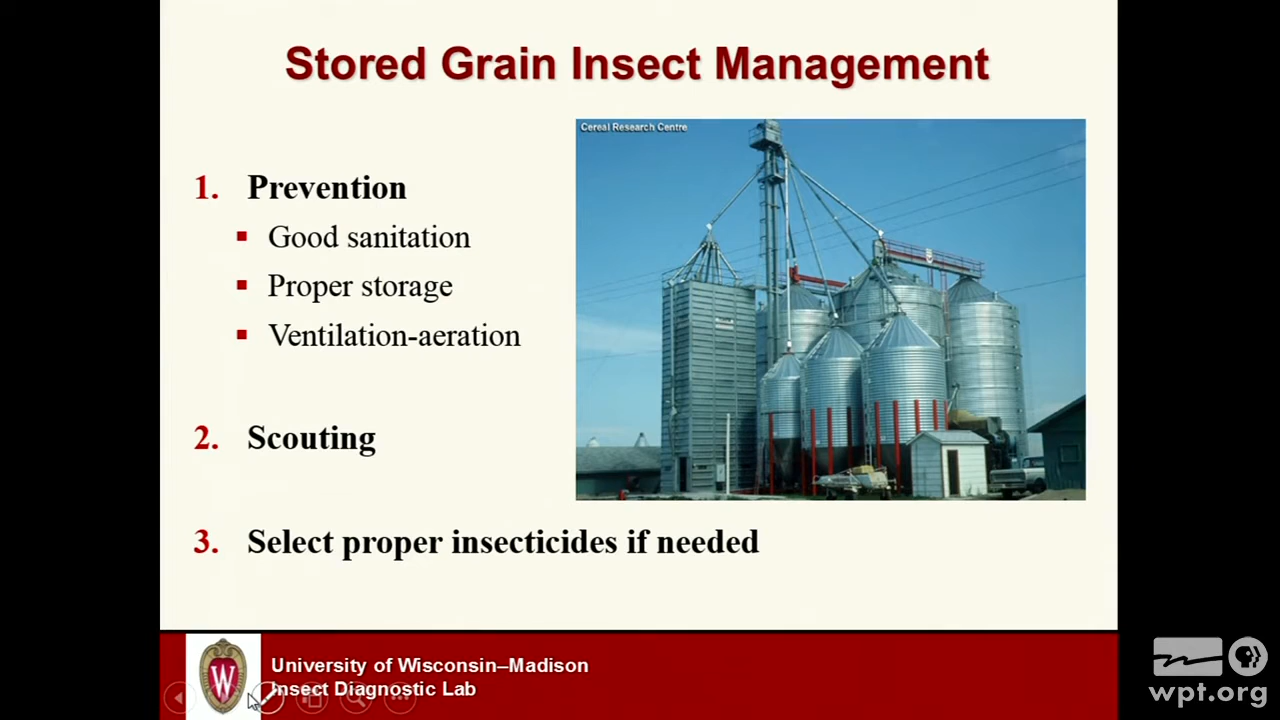 Stored Grain Insect Management
Cereal Research Centre
1. Prevention
▪ Good sanitation
▪ Proper storage
▪ Ventilation-aeration
2. Scouting
3. Select proper insecticides if needed
W
University of Wisconsin–Madison
Insect Diagnostic Lab
wpt.org